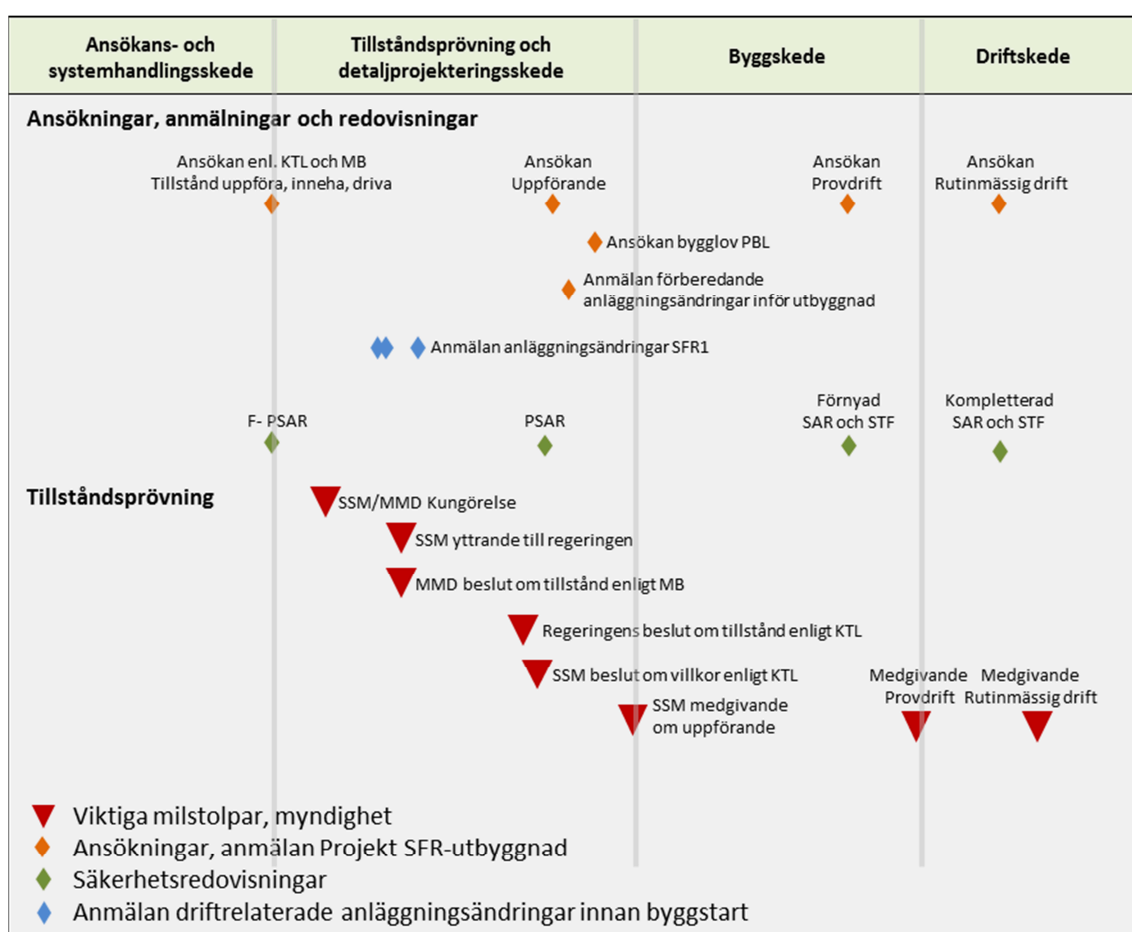 Ansökans- och
systemhandlingsskede
Tillståndsprövning och
detaljprojekteringsskede
Byggskede
Driftskede
Ansökningar, anmälningar och redovisningar
Ansökan enl. KTL och MB
Tillstånd uppföra, inneha, driva
Ansökan
Uppförande
Ansökan
Provdrift
Ansökan
Rutinmässig drift
Ansökan bygglov PBL
Anmälan förberedande
anläggningsändringar inför utbyggnad
Anmälan anläggningsändringar SFR1
F- PSAR
PSAR
Förnyad
SAR och STF
Kompletterad
SAR och STF
Tillståndsprövning
SSM/MMD Kungörelse
SSM yttrande till regeringen
MMD beslut om tillstånd enligt MB
Regeringens beslut om tillstånd enligt KTL
SSM beslut om villkor enligt KTL
SSM medgivande
om uppförande
Medgivande
Provdrift
Medgivande
Rutinmässig drift
Viktiga milstolpar, myndighet
Ansökningar, anmälan Projekt SFR-utbyggnad
Säkerhetsredovisningar
Anmälan driftrelaterade anläggningsändringar innan byggstart